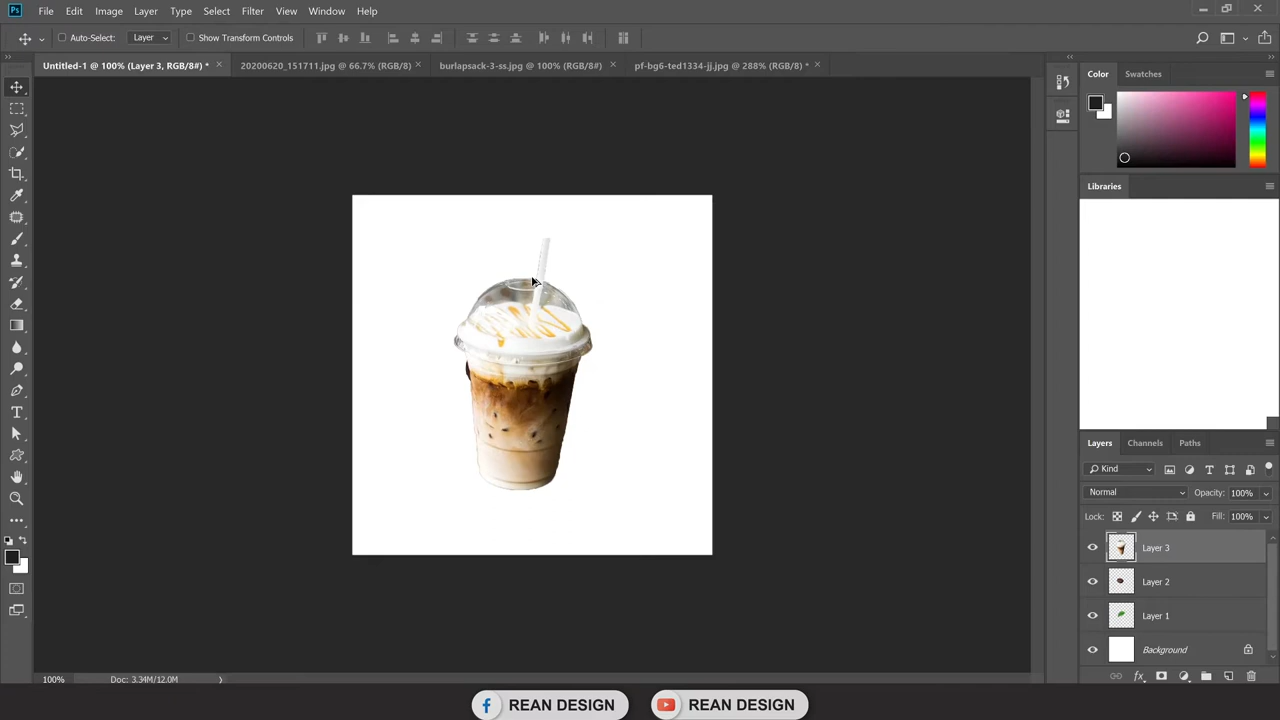 Ps File Edit Image Layer Type Select Filter View Window Help
Auto-Select: Layer Show Transform Controls
Untitled-1 @ 100% (Layer 3, RGB/8#) * × 20200620_151711.jpg @ 66.7% (RGB/8) × burlapsack-3-ss.jpg @ 100% (RGB/8#) × pf-bg6-ted1334-jj.jpg @ 288% (RGB/8) * ×
Color Swatches
Libraries
Layers Channels Paths
Kind
Normal Opacity: 100%
Lock: Fill: 100%
Layer 3
Layer 2
Layer 1
Background
100% Doc: 3.34M/12.0M
REAN DESIGN REAN DESIGN